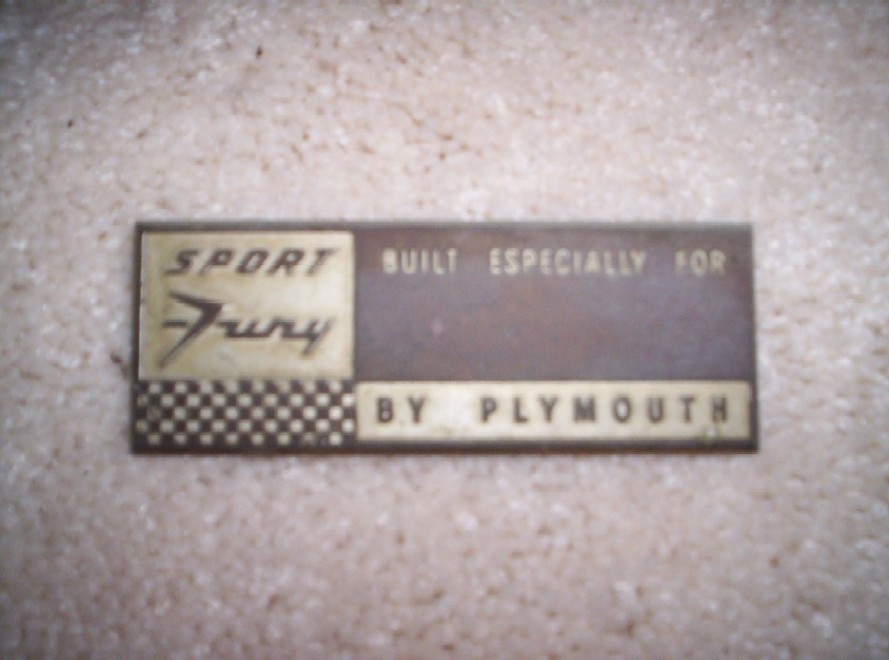 SPORT
Fury
BUILT ESPECIALLY FOR
BY PLYMOUTH